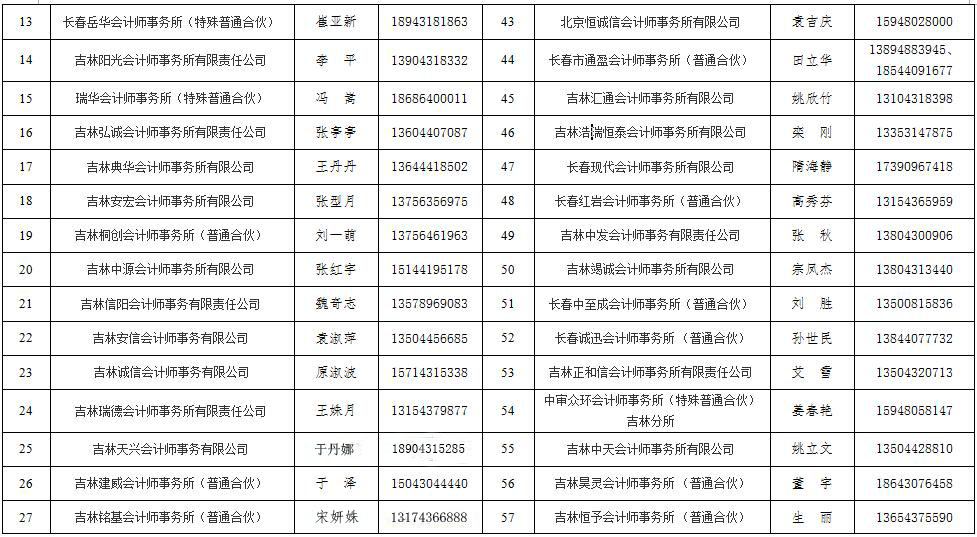 13 长春岳华会计师事务所（特殊普通合伙） 崔亚新 18943181863 43 北京恒诚信会计师事务所有限公司 袁吉庆 15948028000
14 吉林阳光会计师事务所有限责任公司 李 平 13904318332 44 长春市通盈会计师事务所（普通合伙） 田立华 13894883945、
18544091677
15 瑞华会计师事务所（特殊普通合伙） 冯 嵩 18686400011 45 吉林汇通会计师事务所有限公司 姚欣竹 13104318398
16 吉林弘诚会计师事务所有限责任公司 张亭亭 13604407087 46 吉林浩瑞恒泰会计师事务所有限公司 栾 刚 13353147875
17 吉林典华会计师事务所有限公司 王丹丹 13644418502 47 长春现代会计师事务所有限公司 隋海静 17390967418
18 吉林安宏会计师事务所有限公司 张型月 13756356975 48 长春红岩会计师事务所（普通合伙） 高秀芬 13154365959
19 吉林桐创会计师事务所（普通合伙） 刘一萌 13756461963 49 吉林中发会计师事务有限责任公司 张 秋 13804300906
20 吉林中源会计师事务所有限公司 张红宇 15144195178 50 吉林竭诚会计师事务所有限公司 宗凤杰 13804313440
21 吉林信阳会计师事务有限责任公司 魏奇志 13578969083 51 长春中至成会计师事务所（普通合伙） 刘 胜 13500815836
22 吉林安信会计师事务有限公司 袁淑萍 13504456685 52 长春诚迅会计师事务所 （普通合伙） 孙世民 13844077732
23 吉林诚信会计师事务有限公司 原淑波 15714315338 53 吉林正和信会计师事务所有限责任公司 艾 雪 13504320713
24 吉林瑞德会计师事务所有限责任公司 王姝月 13154379877 54 中审众环会计师事务所（特殊普通合伙）
吉林分所 姜春艳 15948058147
25 吉林天兴会计师事务有限公司 于丹娜 18904315285 55 吉林中天会计师事务所有限公司 姚立文 13504428810
26 吉林建威会计师事务所（普通合伙） 于 泽 15043044440 56 吉林昊灵会计师事务所（普通合伙） 董 宇 18643076458
27 吉林铭基会计师事务所（普通合伙） 宋妍姝 13174366888 57 吉林恒予会计师事务所 （普通合伙） 生 丽 13654375590